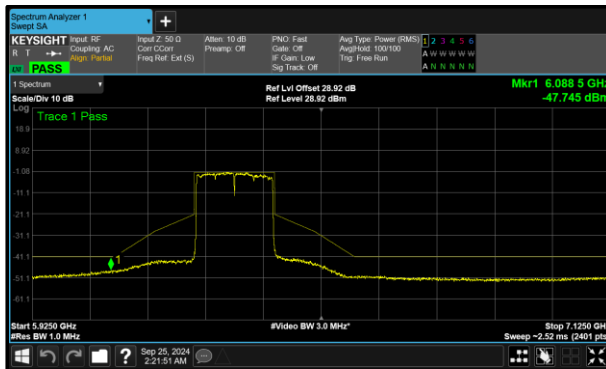 Spectrum Analyzer 1
Swept SA
+
KEYSIGHT Input: RF Input Z: 50 Ω Atten: 10 dB PNO: Fast Avg Type: Power (RMS) 1 2 3 4 5 6
R T Coupling: AC Corr CCorr Preamp: Off Gate: Off Avg|Hold: 100/100 A W W W W W
Align: Partial Freq Ref: Ext (S) IF Gain: Low Trig: Free Run
PASS Sig Track: Off A N N N N N
1 Spectrum Ref Lvl Offset 28.92 dB Mkr1 6.088 5 GHz
Scale/Div 10 dB Ref Level 28.92 dBm -47.745 dBm
Log
Trace 1 Pass
18.9
8.92
-1.08
-11.1
-21.1
-31.1
-41.1
1
-51.1
-61.1
Start 5.9250 GHz #Video BW 3.0 MHz* Stop 7.1250 GHz
#Res BW 1.0 MHz Sweep ~2.52 ms (2401 pts)
? Sep 25, 2024
2:21:51 AM